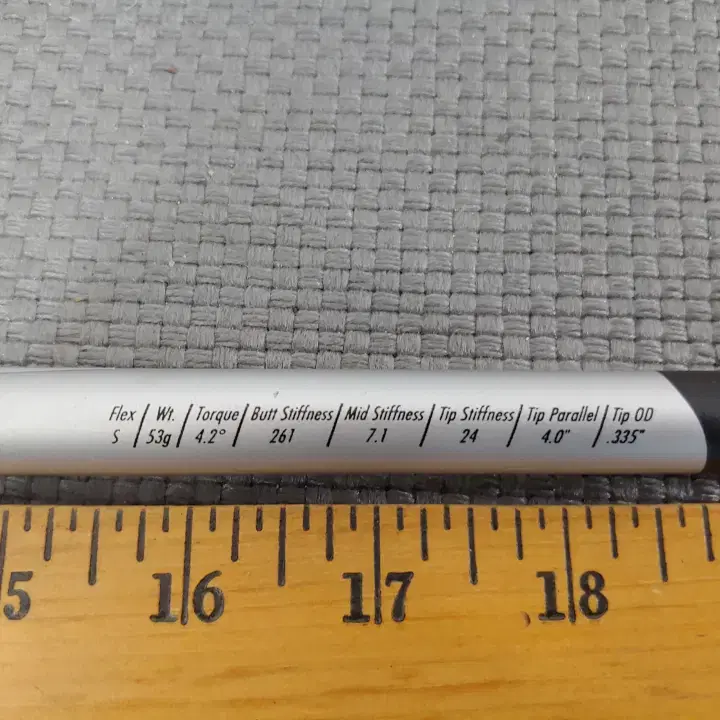 Flex / Wt. / Torque / Butt Stiffness / Mid Stiffness / Tip Stiffness / Tip Parallel / Tip OD
S / 53g / 4.2° / 261 / 7.1 / 24 / 4.0" / .335"
5 16 17 18